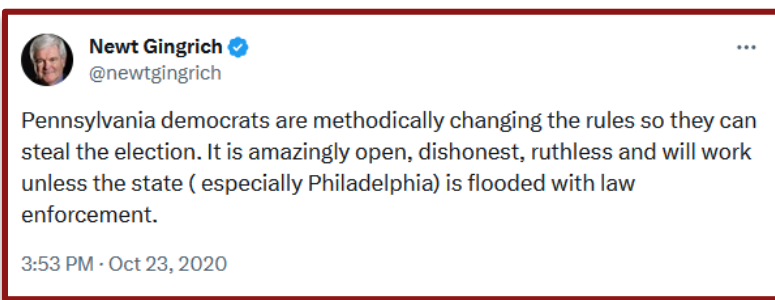 Newt Gingrich
@newtgingrich
Pennsylvania democrats are methodically changing the rules so they can
steal the election. It is amazingly open, dishonest, ruthless and will work
unless the state ( especially Philadelphia) is flooded with law
enforcement.
3:53 PM · Oct 23, 2020